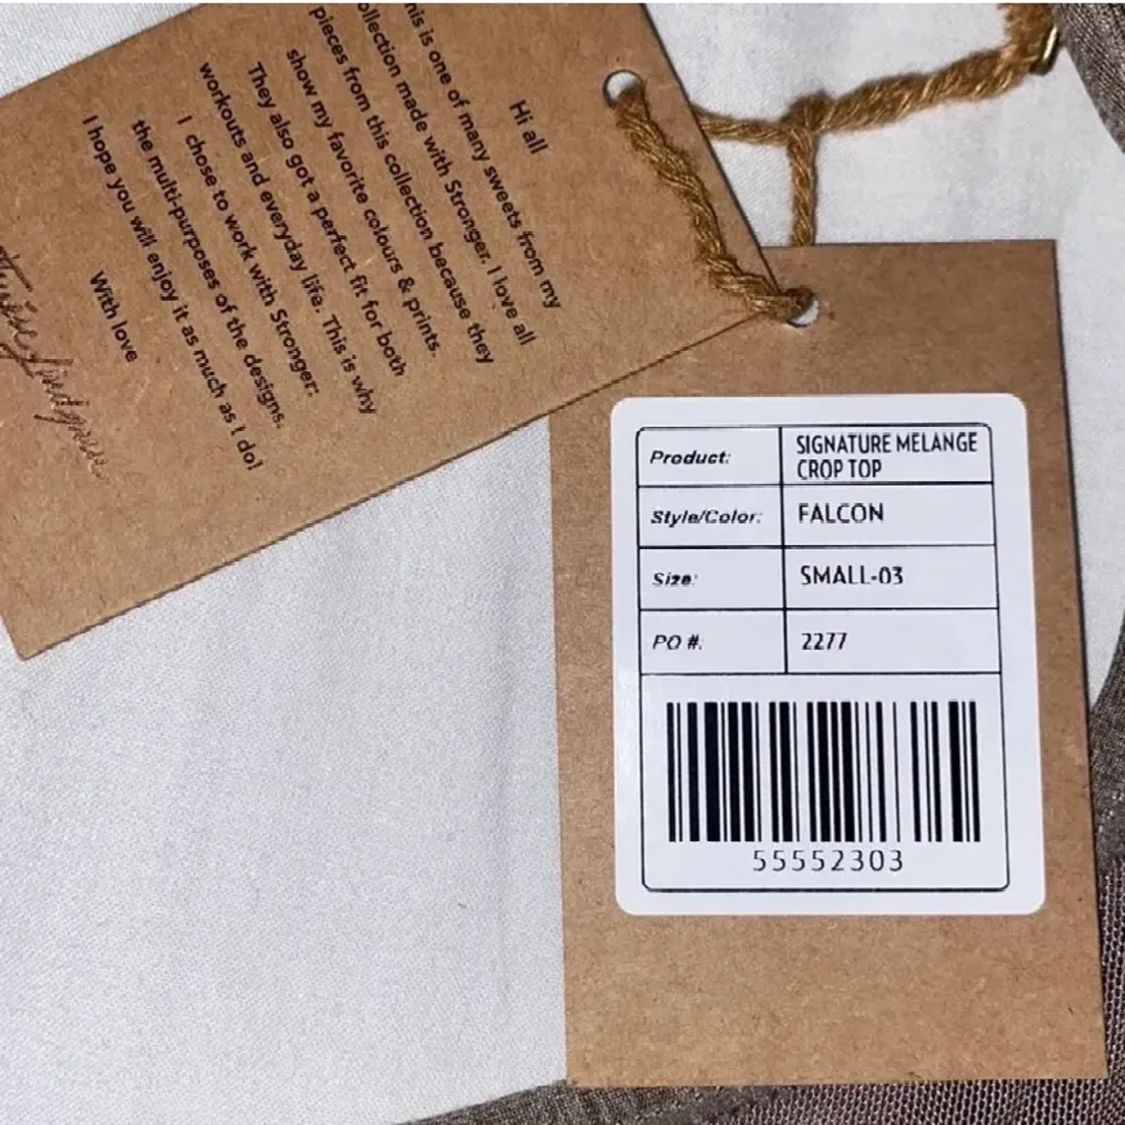 Hi all
his is one of many sweets from my
ollection made with Stronger. I love all
pieces from this collection because they
show my favorite colours & prints.
They also got a perfect fit for both
workouts and everyday life. This is why
I chose to work with Stronger:
the multi-purposes of the designs.
I hope you will enjoy it as much as I do!
With love
Product: SIGNATURE MELANGE
CROP TOP
Style/Color: FALCON
Size: SMALL-03
PO #: 2277
55552303